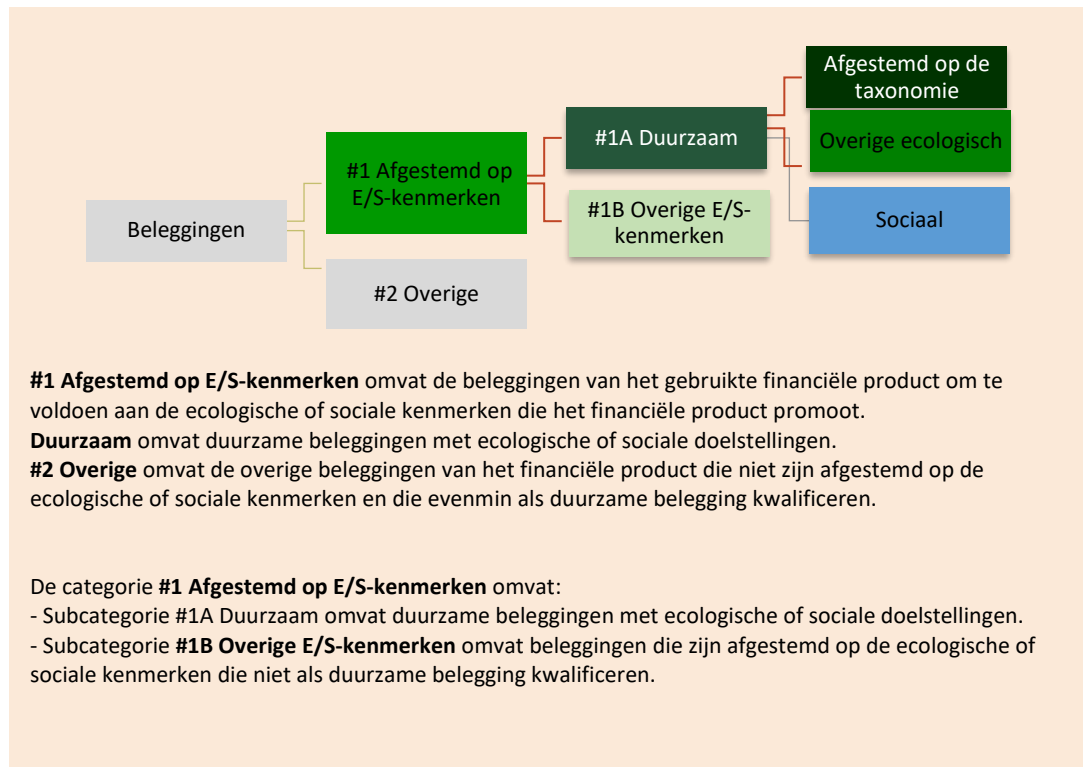 Afgestemd op de
taxonomie
#1A Duurzaam
Overige ecologisch
#1 Afgestemd op
E/S-kenmerken
#1B Overige E/S-
kenmerken
Sociaal
Beleggingen
#2 Overige
#1 Afgestemd op E/S-kenmerken omvat de beleggingen van het gebruikte financiële product om te
voldoen aan de ecologische of sociale kenmerken die het financiële product promoot.
Duurzaam omvat duurzame beleggingen met ecologische of sociale doelstellingen.
#2 Overige omvat de overige beleggingen van het financiële product die niet zijn afgestemd op de
ecologische of sociale kenmerken en die evenmin als duurzame belegging kwalificeren.
De categorie #1 Afgestemd op E/S-kenmerken omvat:
- Subcategorie #1A Duurzaam omvat duurzame beleggingen met ecologische of sociale doelstellingen.
- Subcategorie #1B Overige E/S-kenmerken omvat beleggingen die zijn afgestemd op de ecologische of
sociale kenmerken die niet als duurzame belegging kwalificeren.